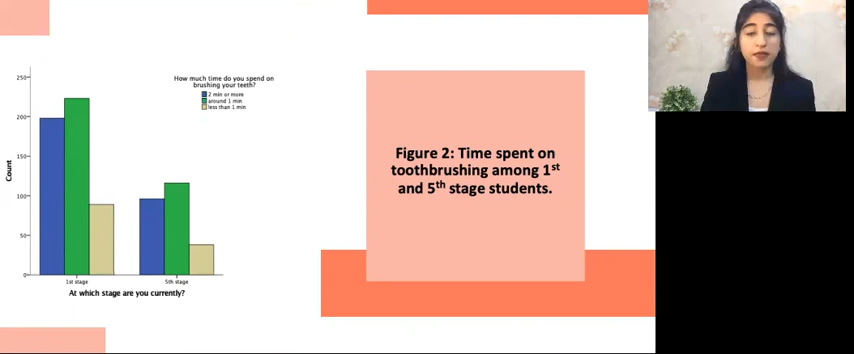 How much time do you spend on
brushing your teeth?
2 min or more
around 1 min
less than 1 min
250
200
150
100
50
0
Count
1st stage
5th stage
At which stage are you currently?
Figure 2: Time spent on
toothbrushing among 1st
and 5th stage students.